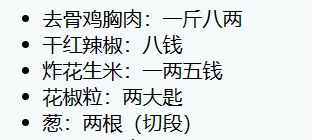 • 去骨鸡胸肉：一斤八两
• 干红辣椒：八钱
• 炸花生米：一两五钱
• 花椒粒：两大匙
• 葱：两根（切段）